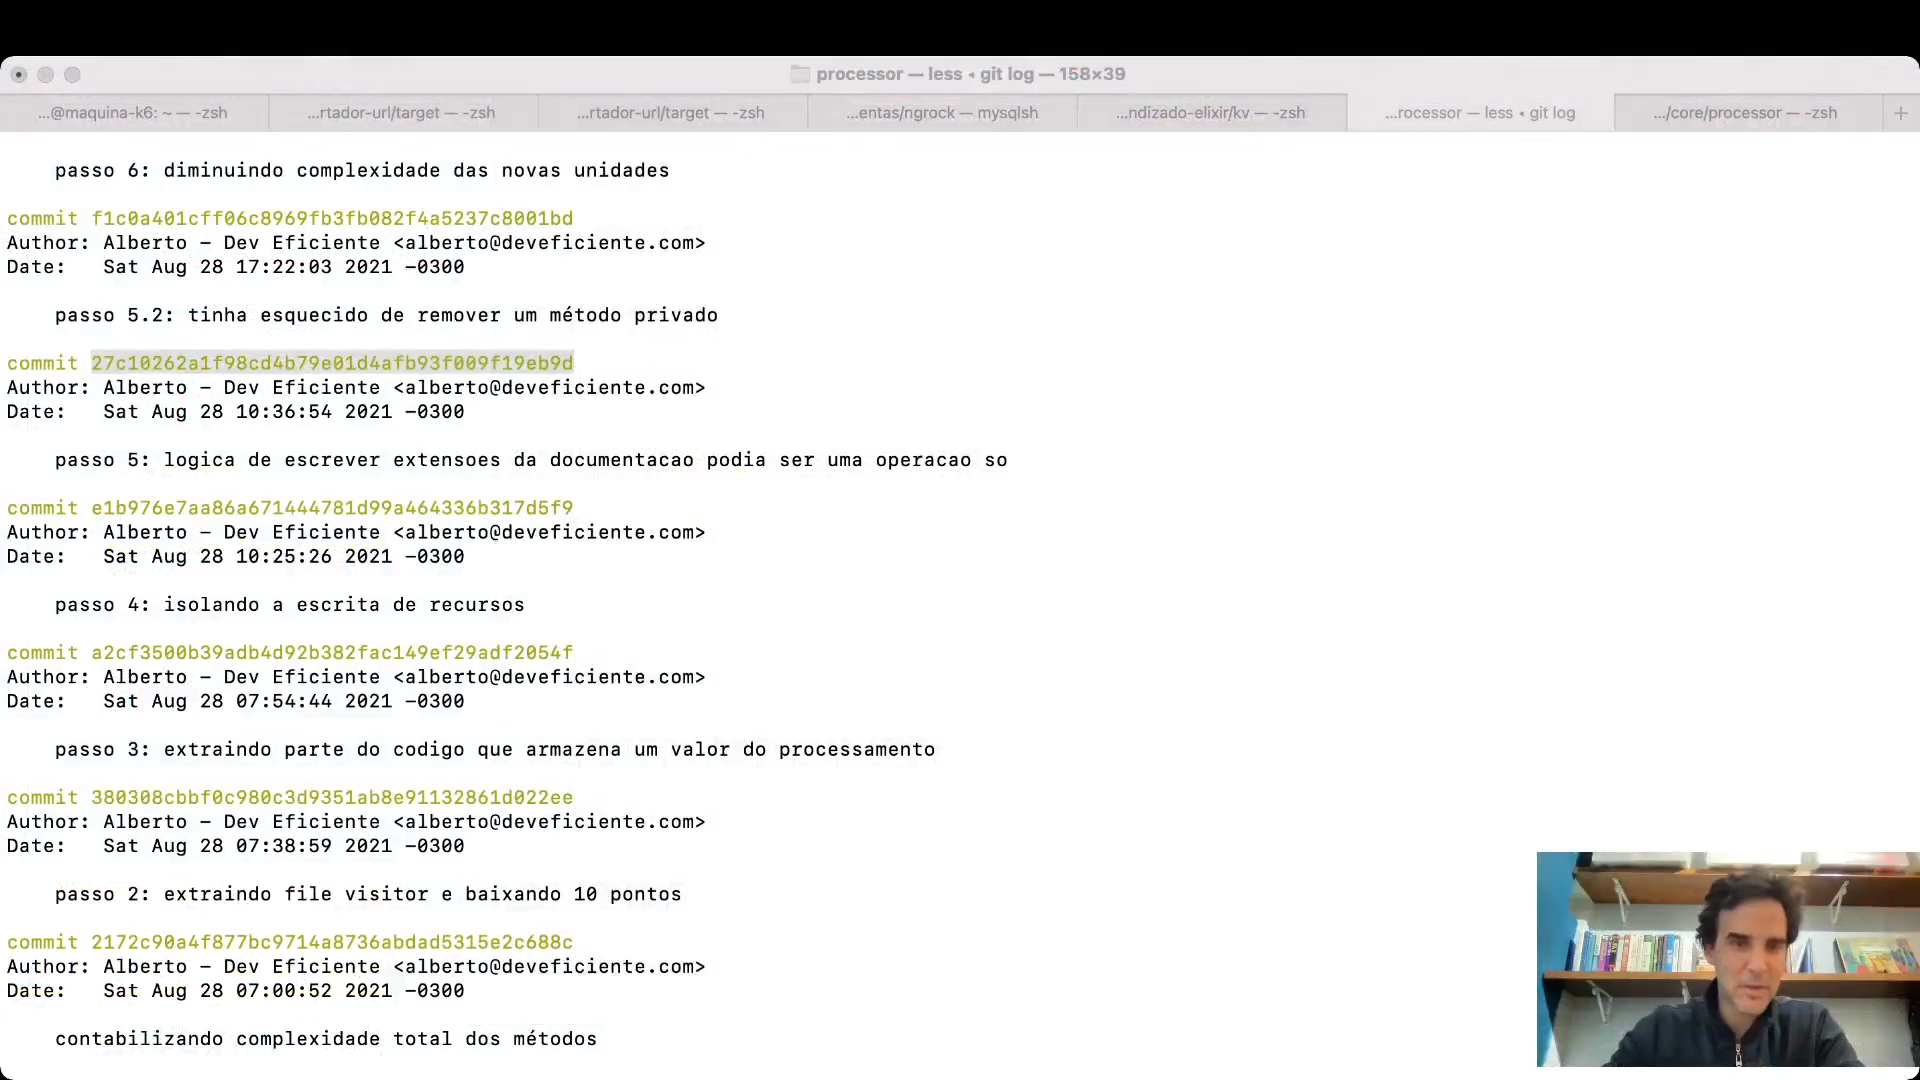 processor — less ◂ git log — 158×39
...@maquina-k6: ~ — -zsh
...rtador-url/target — -zsh
...rtador-url/target — -zsh
...entas/ngrock — mysqlsh
...ndizado-elixir/kv — -zsh
...rocessor — less ◂ git log
.../core/processor — -zsh
+
passo 6: diminuindo complexidade das novas unidades
commit f1c0a401cff06c8969fb3fb082f4a5237c8001bd
Author: Alberto - Dev Eficiente <alberto@deveficiente.com>
Date:   Sat Aug 28 17:22:03 2021 -0300
passo 5.2: tinha esquecido de remover um método privado
commit 27c10262a1f98cd4b79e01d4afb93f009f19eb9d
Author: Alberto - Dev Eficiente <alberto@deveficiente.com>
Date:   Sat Aug 28 10:36:54 2021 -0300
passo 5: logica de escrever extensoes da documentacao podia ser uma operacao so
commit e1b976e7aa86a671444781d99a464336b317d5f9
Author: Alberto - Dev Eficiente <alberto@deveficiente.com>
Date:   Sat Aug 28 10:25:26 2021 -0300
passo 4: isolando a escrita de recursos
commit a2cf3500b39adb4d92b382fac149ef29adf2054f
Author: Alberto - Dev Eficiente <alberto@deveficiente.com>
Date:   Sat Aug 28 07:54:44 2021 -0300
passo 3: extraindo parte do codigo que armazena um valor do processamento
commit 380308cbbf0c980c3d9351ab8e91132861d022ee
Author: Alberto - Dev Eficiente <alberto@deveficiente.com>
Date:   Sat Aug 28 07:38:59 2021 -0300
passo 2: extraindo file visitor e baixando 10 pontos
commit 2172c90a4f877bc9714a8736abdad5315e2c688c
Author: Alberto - Dev Eficiente <alberto@deveficiente.com>
Date:   Sat Aug 28 07:00:52 2021 -0300
contabilizando complexidade total dos métodos